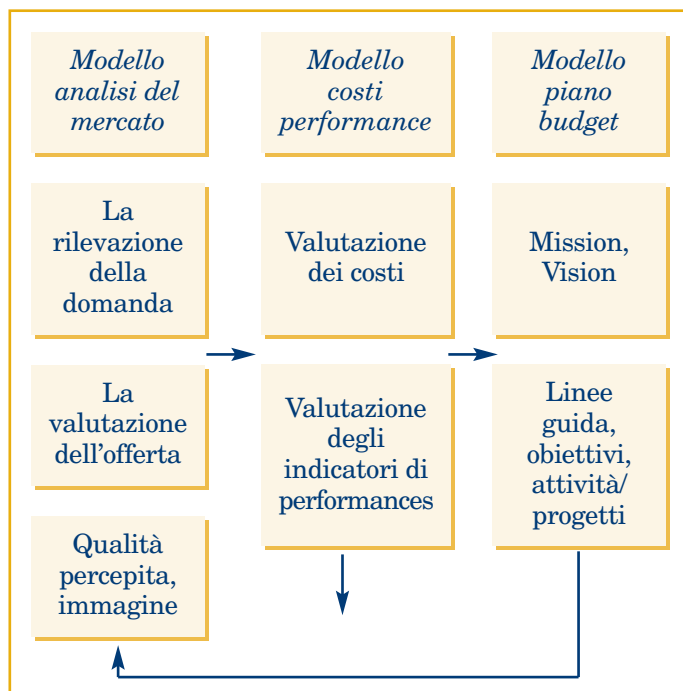 Modello
analisi del
mercato
Modello
costi
performance
Modello
piano
budget
La
rilevazione
della
domanda
Valutazione
dei costi
Mission,
Vision
La
valutazione
dell'offerta
Valutazione
degli
indicatori di
performances
Linee
guida,
obiettivi,
attività/
progetti
Qualità
percepita,
immagine